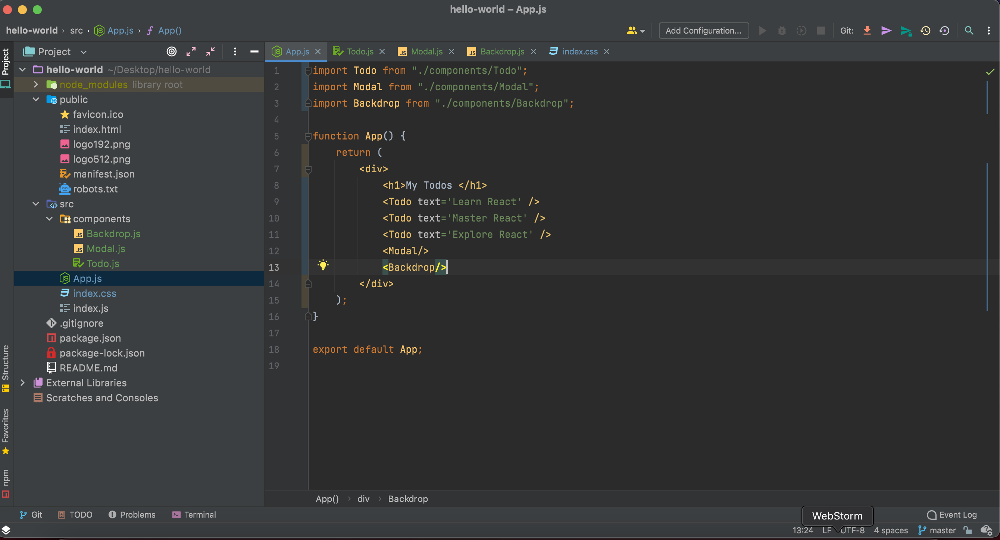 hello-world – App.js
hello-world › src › App.js › App()
Add Configuration...
Git:
Project
Project
App.js
Todo.js
Modal.js
Backdrop.js
index.css
hello-world ~/Desktop/hello-world
node_modules library root
public
favicon.ico
index.html
logo192.png
logo512.png
manifest.json
robots.txt
src
components
Backdrop.js
Modal.js
Todo.js
App.js
index.css
index.js
.gitignore
package.json
package-lock.json
README.md
External Libraries
Scratches and Consoles
Structure
Favorites
npm
1 import Todo from "./components/Todo";
2 import Modal from "./components/Modal";
3 import Backdrop from "./components/Backdrop";
4
5 function App() {
6 return (
7 <div>
8 <h1>My Todos </h1>
9 <Todo text='Learn React' />
10 <Todo text='Master React' />
11 <Todo text='Explore React' />
12 <Modal/>
13 <Backdrop/>
14 </div>
15 );
16 }
17
18 export default App;
19
App() › div › Backdrop
Git
TODO
Problems
Terminal
WebStorm
Event Log
13:24 LF UTF-8 4 spaces master